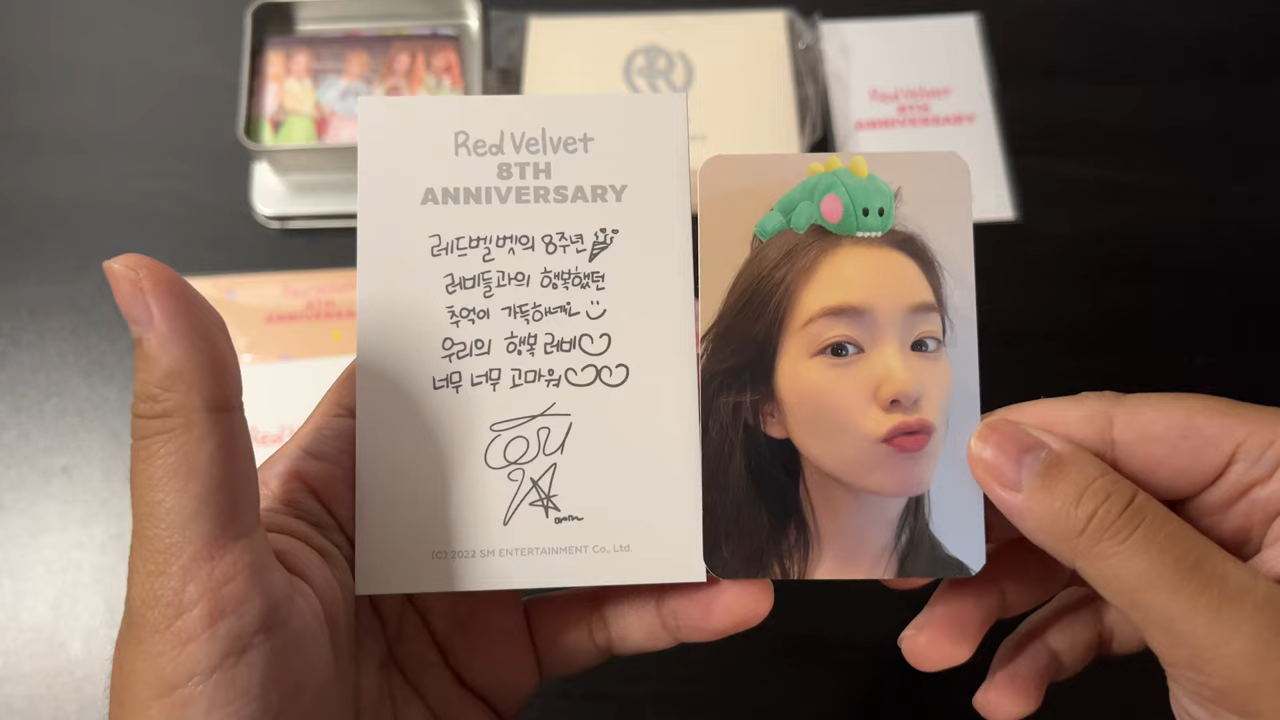 Red Velvet
8TH
ANNIVERSARY
Red Velvet
8TH
ANNIVERSARY
레드벨벳의 8주년
러비들과의 행복했던
추억이 가득하네요
우리의 행복 러비
너무 너무 고마워
(C) 2022 SM ENTERTAINMENT Co., Ltd.